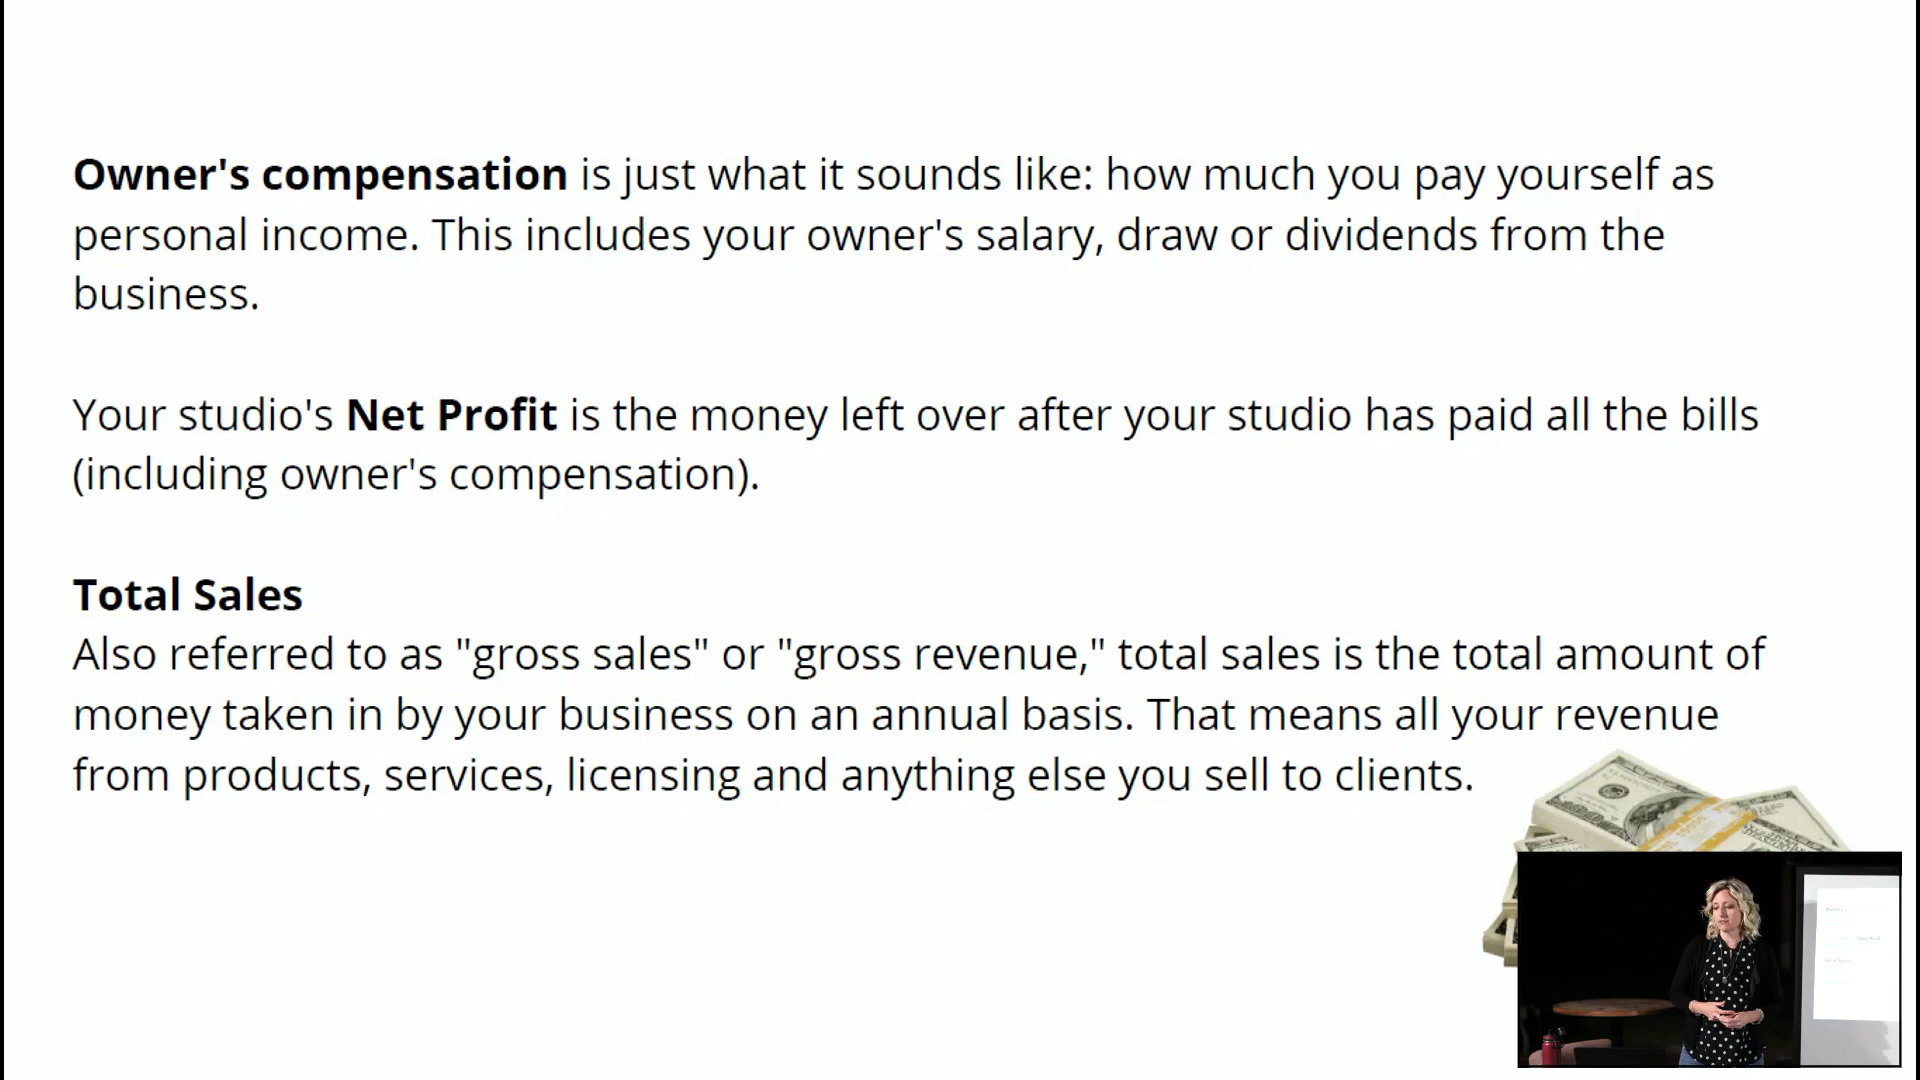 Owner's compensation is just what it sounds like: how much you pay yourself as
personal income. This includes your owner's salary, draw or dividends from the
business.
Your studio's Net Profit is the money left over after your studio has paid all the bills
(including owner's compensation).
Total Sales
Also referred to as "gross sales" or "gross revenue," total sales is the total amount of
money taken in by your business on an annual basis. That means all your revenue
from products, services, licensing and anything else you sell to clients.